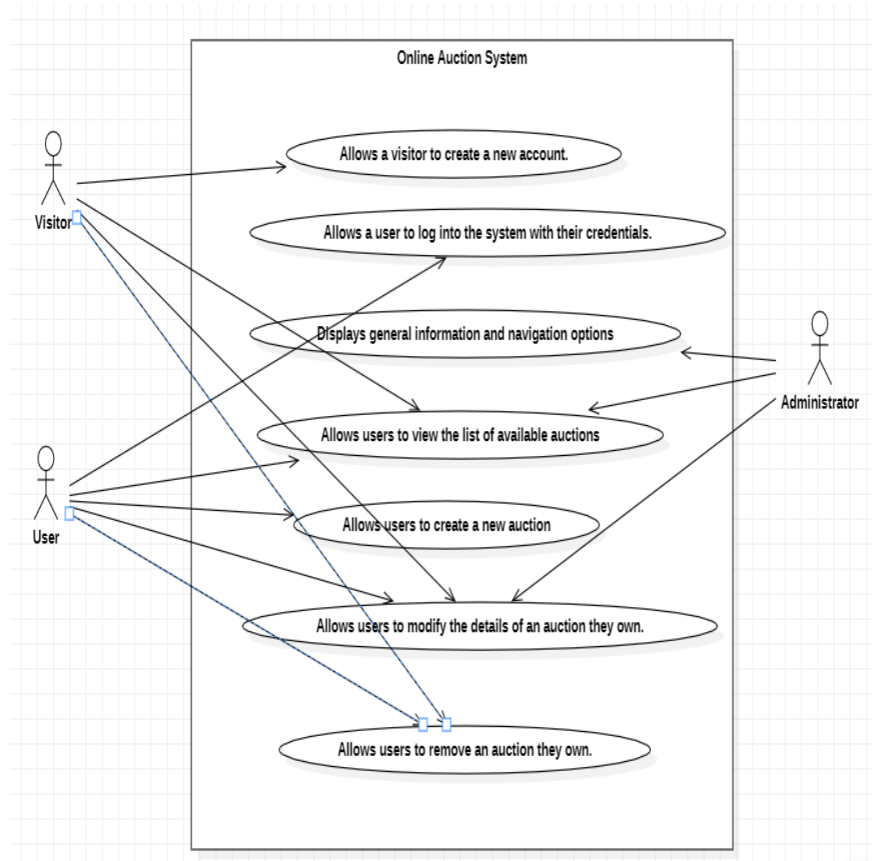 Online Auction System
Allows a visitor to create a new account.
Visitor
Allows a user to log into the system with their credentials.
Displays general information and navigation options
Administrator
Allows users to view the list of available auctions
Allows users to create a new auction
User
Allows users to modify the details of an auction they own.
Allows users to remove an auction they own.